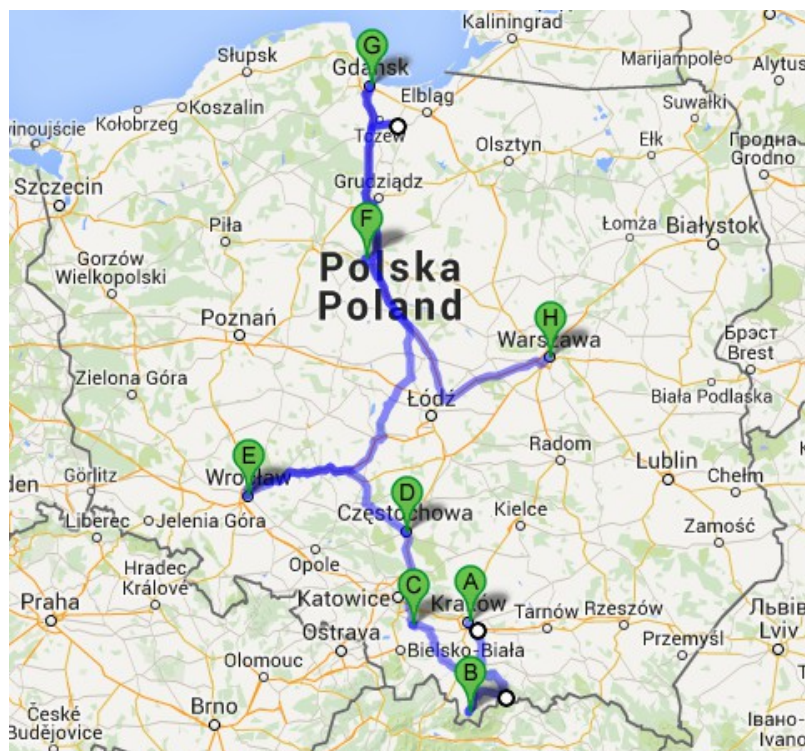 Kaliningrad
Słupsk
G
Gdańsk
Marijampolė
Alytus
Kołobrzeg
Koszalin
Elbląg
Suwałki
winoujście
Tczew
Szczecin
Olsztyn
Ełk
Гродна
Grodno
Grudziądz
Piła
F
Łomża
Białystok
Gorzów
Wielkopolski
Polska
Poland
Poznań
H
Warszawa
Брэст
Brest
Zielona Góra
Łódź
Biała Podlaska
E
Wrocław
Radom
Lublin
Chełm
den
Görlitz
D
Częstochowa
Kielce
Liberec
Jelenia Góra
Zamość
Opole
Hradec
Králové
Katowice
C
Kraków
A
Tarnów
Rzeszów
Львів
Lviv
Praha
Ostrava
Bielsko-Biała
Przemyśl
Olomouc
B
Brno
České
Budějovice
Івано-
Ivano